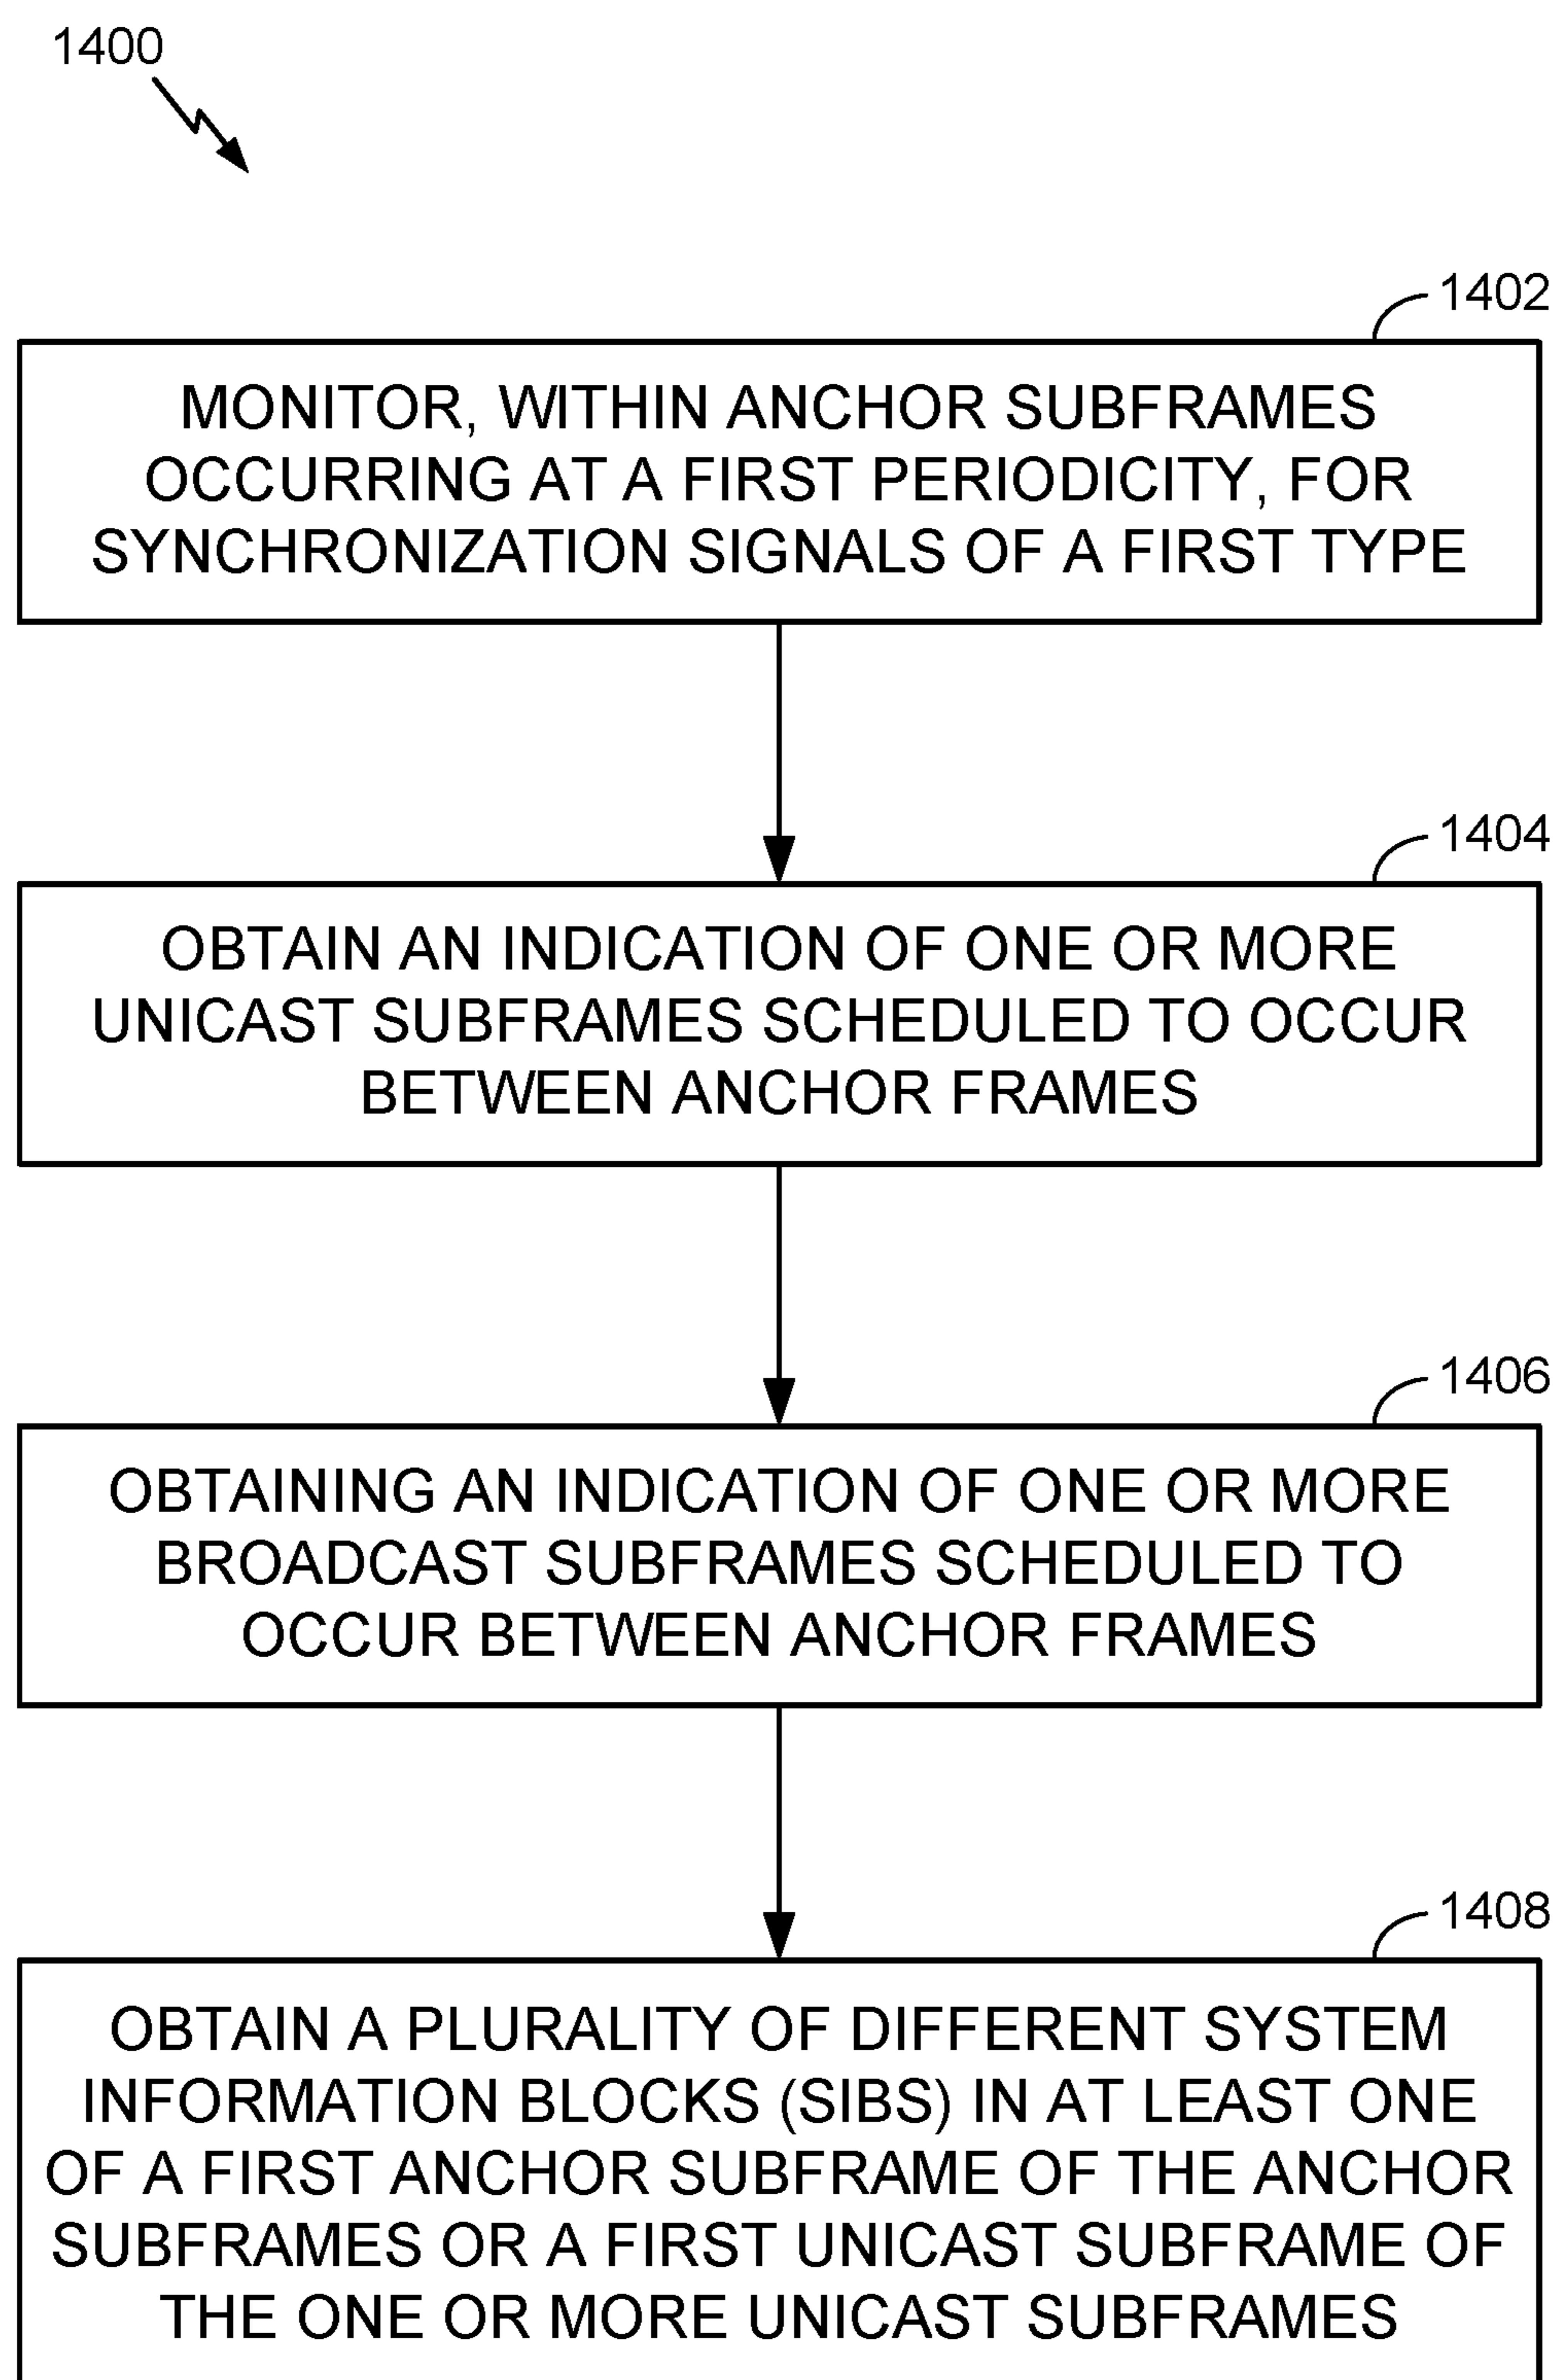 1400
1402
MONITOR, WITHIN ANCHOR SUBFRAMES
OCCURRING AT A FIRST PERIODICITY, FOR
SYNCHRONIZATION SIGNALS OF A FIRST TYPE
1404
OBTAIN AN INDICATION OF ONE OR MORE
UNICAST SUBFRAMES SCHEDULED TO OCCUR
BETWEEN ANCHOR FRAMES
1406
OBTAINING AN INDICATION OF ONE OR MORE
BROADCAST SUBFRAMES SCHEDULED TO
OCCUR BETWEEN ANCHOR FRAMES
1408
OBTAIN A PLURALITY OF DIFFERENT SYSTEM
INFORMATION BLOCKS (SIBS) IN AT LEAST ONE
OF A FIRST ANCHOR SUBFRAME OF THE ANCHOR
SUBFRAMES OR A FIRST UNICAST SUBFRAME OF
THE ONE OR MORE UNICAST SUBFRAMES